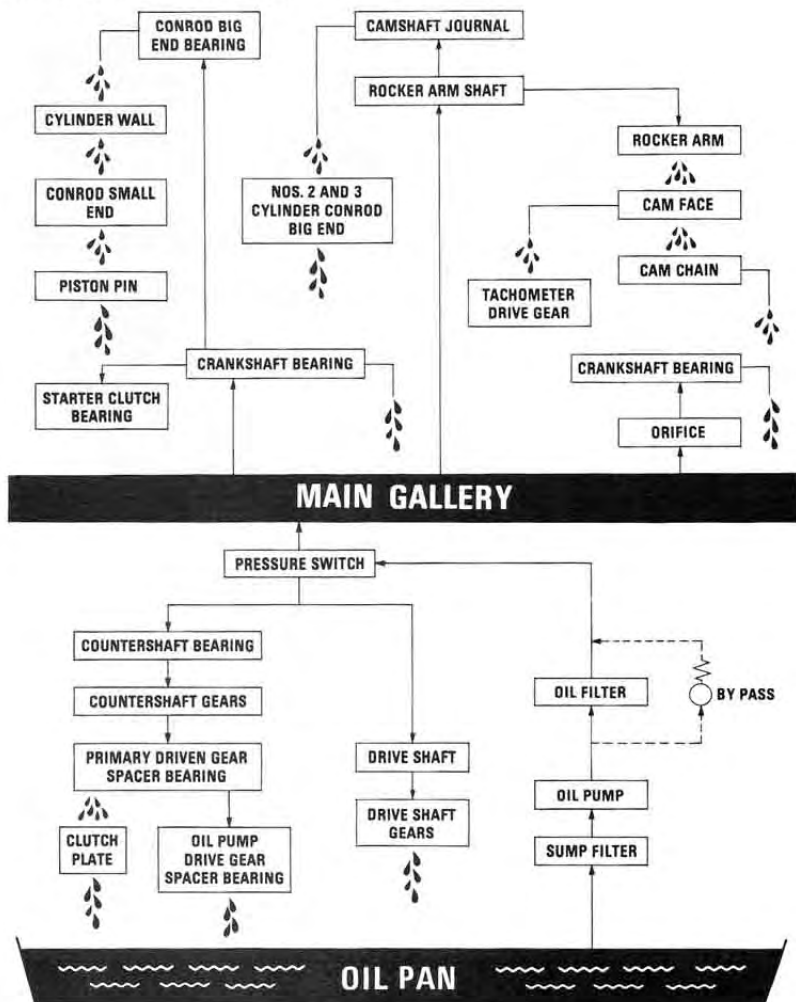 CONROD BIG
END BEARING
CAMSHAFT JOURNAL
ROCKER ARM SHAFT
CYLINDER WALL
ROCKER ARM
CONROD SMALL
END
NOS. 2 AND 3
CYLINDER CONROD
BIG END
CAM FACE
PISTON PIN
TACHOMETER
DRIVE GEAR
CAM CHAIN
CRANKSHAFT BEARING
CRANKSHAFT BEARING
STARTER CLUTCH
BEARING
ORIFICE
MAIN GALLERY
PRESSURE SWITCH
COUNTERSHAFT BEARING
COUNTERSHAFT GEARS
OIL FILTER
BY PASS
PRIMARY DRIVEN GEAR
SPACER BEARING
DRIVE SHAFT
OIL PUMP
CLUTCH
PLATE
OIL PUMP
DRIVE GEAR
SPACER BEARING
DRIVE SHAFT
GEARS
SUMP FILTER
OIL PAN